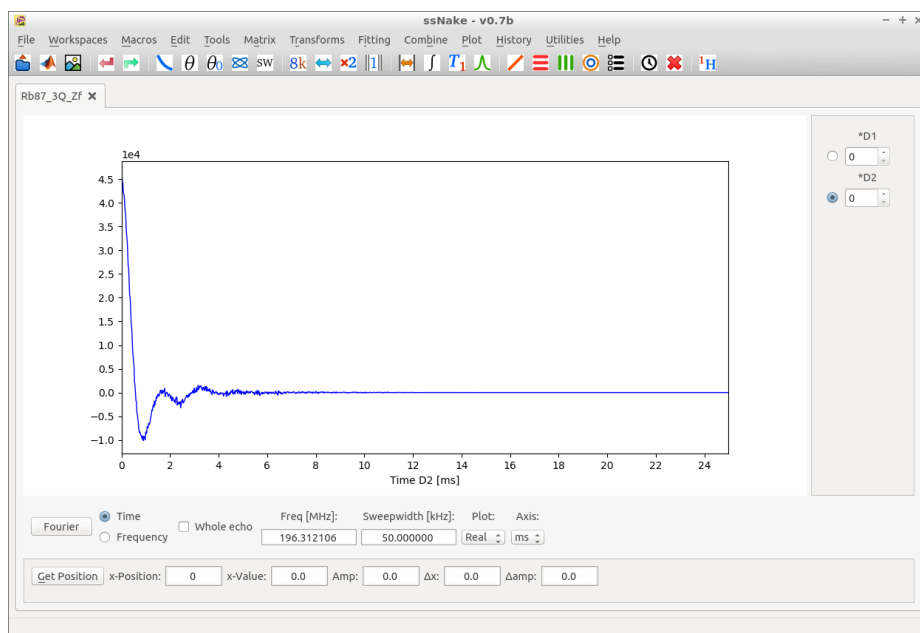 ssNake - v0.7b
File Workspaces Macros Edit Tools Matrix Transforms Fitting Combine Plot History Utilities Help
θ θ0 SW 8k ×2 ||1|| ∫ T1 1H
Rb87_3Q_Zf
1e4
4.5
4.0
3.5
3.0
2.5
2.0
1.5
1.0
0.5
0.0
−0.5
−1.0
0 2 4 6 8 10 12 14 16 18 20 22 24
Time D2 [ms]
*D1
0
*D2
0
Fourier
Time
Frequency
Whole echo
Freq [MHz]: Sweepwidth [kHz]: Plot: Axis:
196.312106 50.000000 Real ms
Get Position x-Position: 0 x-Value: 0.0 Amp: 0.0 Δx: 0.0 Δamp: 0.0